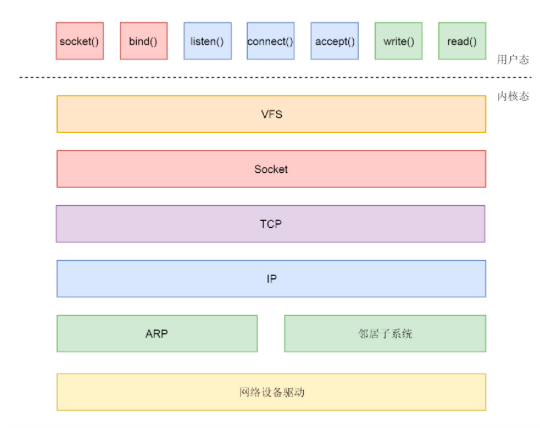 socket() bind() listen() connect() accept() write() read()
用户态
内核态
VFS
Socket
TCP
IP
ARP 邻居子系统
网络设备驱动